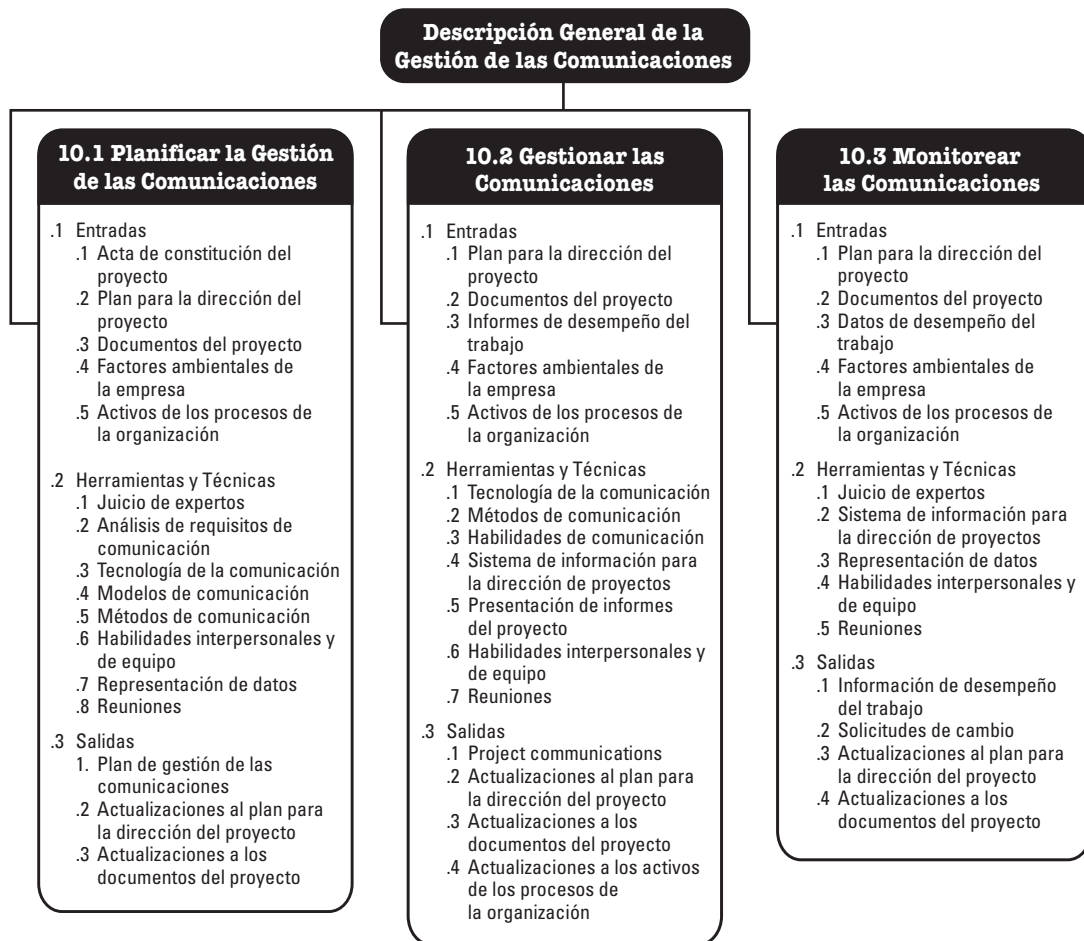 Descripción General de la
Gestión de las Comunicaciones
10.1 Planificar la Gestión
de las Comunicaciones
.1 Entradas
.1 Acta de constitución del
proyecto
.2 Plan para la dirección del
proyecto
.3 Documentos del proyecto
.4 Factores ambientales de
la empresa
.5 Activos de los procesos de
la organización
.2 Herramientas y Técnicas
.1 Juicio de expertos
.2 Análisis de requisitos de
comunicación
.3 Tecnología de la comunicación
.4 Modelos de comunicación
.5 Métodos de comunicación
.6 Habilidades interpersonales y
de equipo
.7 Representación de datos
.8 Reuniones
.3 Salidas
1. Plan de gestión de las
comunicaciones
.2 Actualizaciones al plan para
la dirección del proyecto
.3 Actualizaciones a los
documentos del proyecto
10.2 Gestionar las
Comunicaciones
.1 Entradas
.1 Plan para la dirección del
proyecto
.2 Documentos del proyecto
.3 Informes de desempeño del
trabajo
.4 Factores ambientales de
la empresa
.5 Activos de los procesos de
la organización
.2 Herramientas y Técnicas
.1 Tecnología de la comunicación
.2 Métodos de comunicación
.3 Habilidades de comunicación
.4 Sistema de información para
la dirección de proyectos
.5 Presentación de informes
del proyecto
.6 Habilidades interpersonales y
de equipo
.7 Reuniones
.3 Salidas
.1 Project communications
.2 Actualizaciones al plan para
la dirección del proyecto
.3 Actualizaciones a los
documentos del proyecto
.4 Actualizaciones a los activos
de los procesos de
la organización
10.3 Monitorear
las Comunicaciones
.1 Entradas
.1 Plan para la dirección del
proyecto
.2 Documentos del proyecto
.3 Datos de desempeño del
trabajo
.4 Factores ambientales de
la empresa
.5 Activos de los procesos de
la organización
.2 Herramientas y Técnicas
.1 Juicio de expertos
.2 Sistema de información para
la dirección de proyectos
.3 Representación de datos
.4 Habilidades interpersonales y
de equipo
.5 Reuniones
.3 Salidas
.1 Información de desempeño
del trabajo
.2 Solicitudes de cambio
.3 Actualizaciones al plan para
la dirección del proyecto
.4 Actualizaciones a los
documentos del proyecto